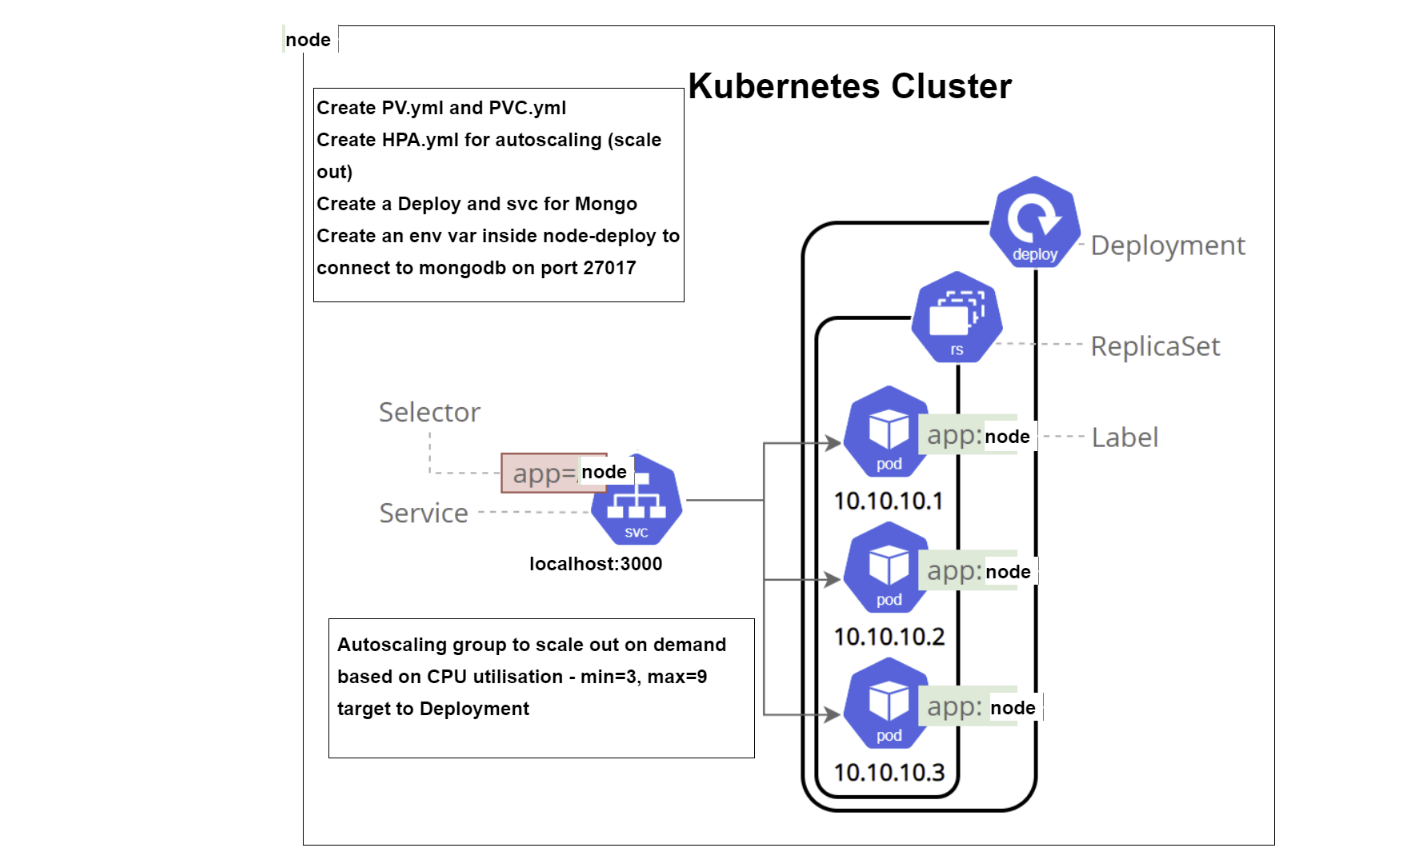 node
Kubernetes Cluster
Create PV.yml and PVC.yml
Create HPA.yml for autoscaling (scale
out)
Create a Deploy and svc for Mongo
Create an env var inside node-deploy to
connect to mongodb on port 27017
deploy
Deployment
rs
ReplicaSet
Selector
app=node
Service
svc
localhost:3000
pod
app:node
Label
10.10.10.1
pod
app:node
10.10.10.2
pod
app: node
10.10.10.3
Autoscaling group to scale out on demand
based on CPU utilisation - min=3, max=9
target to Deployment